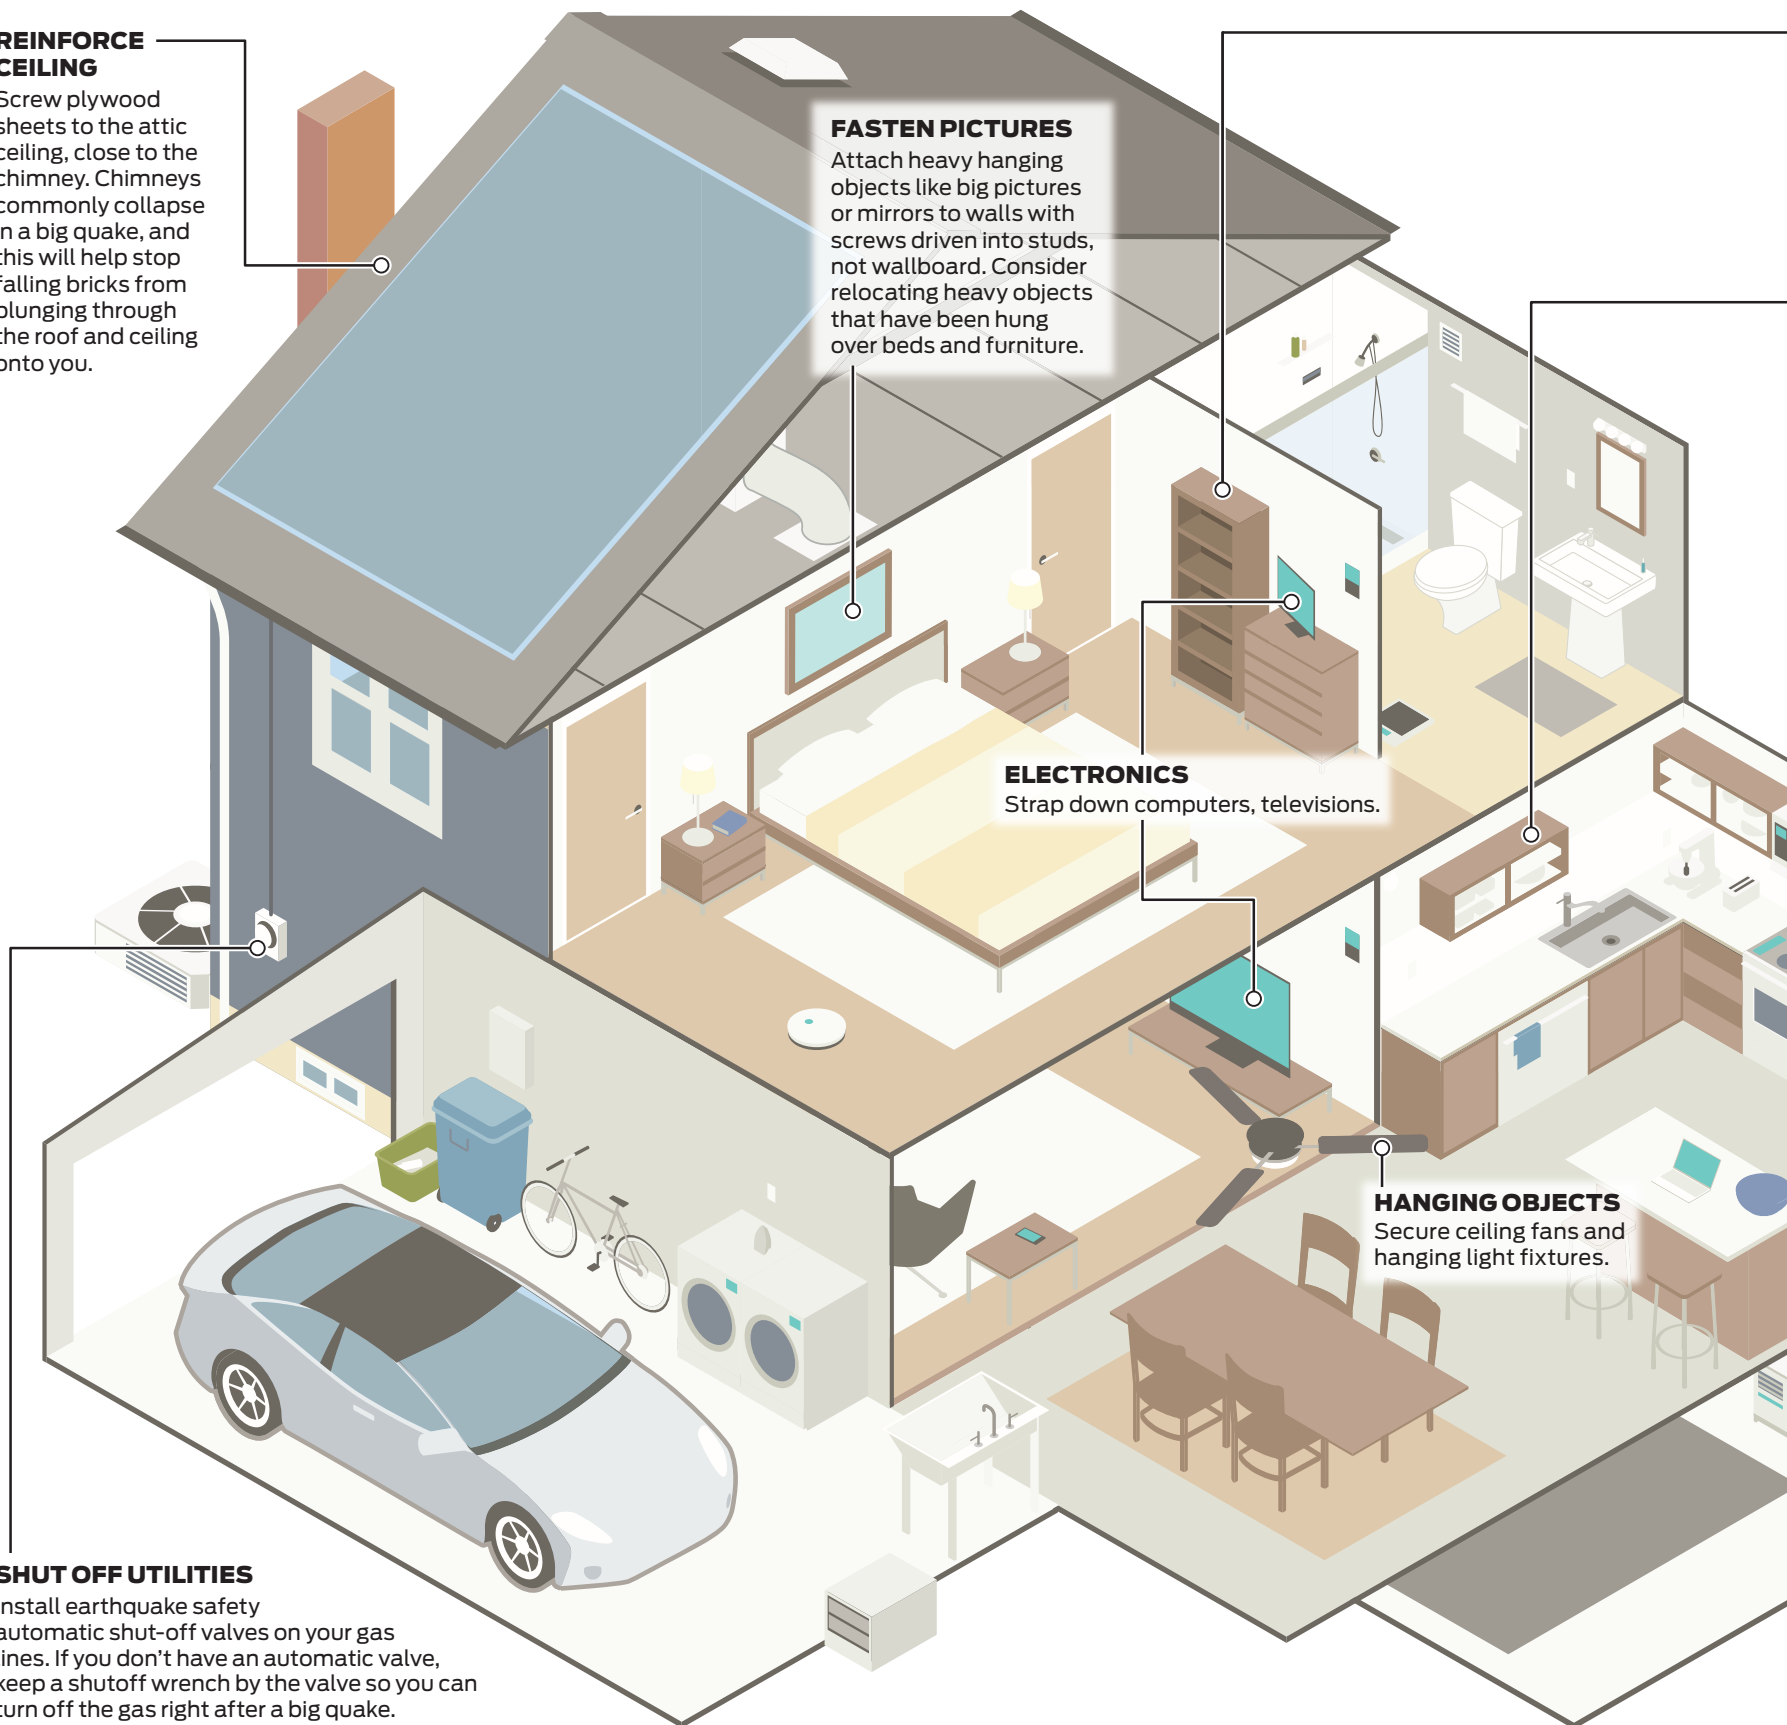 REINFORCE
CEILING
Screw plywood
sheets to the attic
ceiling, close to the
chimney. Chimneys
commonly collapse
in a big quake, and
this will help stop
falling bricks from
plunging through
the roof and ceiling
onto you.
FASTEN PICTURES
Attach heavy hanging
objects like big pictures
or mirrors to walls with
screws driven into studs,
not wallboard. Consider
relocating heavy objects
that have been hung
over beds and furniture.
ELECTRONICS
Strap down computers, televisions.
HANGING OBJECTS
Secure ceiling fans and
hanging light fixtures.
SHUT OFF UTILITIES
Install earthquake safety
automatic shut-off valves on your gas
lines. If you don’t have an automatic valve,
keep a shutoff wrench by the valve so you can
turn off the gas right after a big quake.